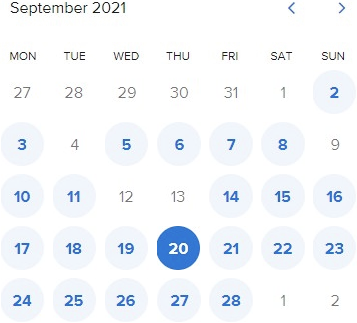 September 2021
MON TUE WED THU FRI SAT SUN
27 28 29 30 31 1 2
3 4 5 6 7 8 9
10 11 12 13 14 15 16
17 18 19 20 21 22 23
24 25 26 27 28 1 2